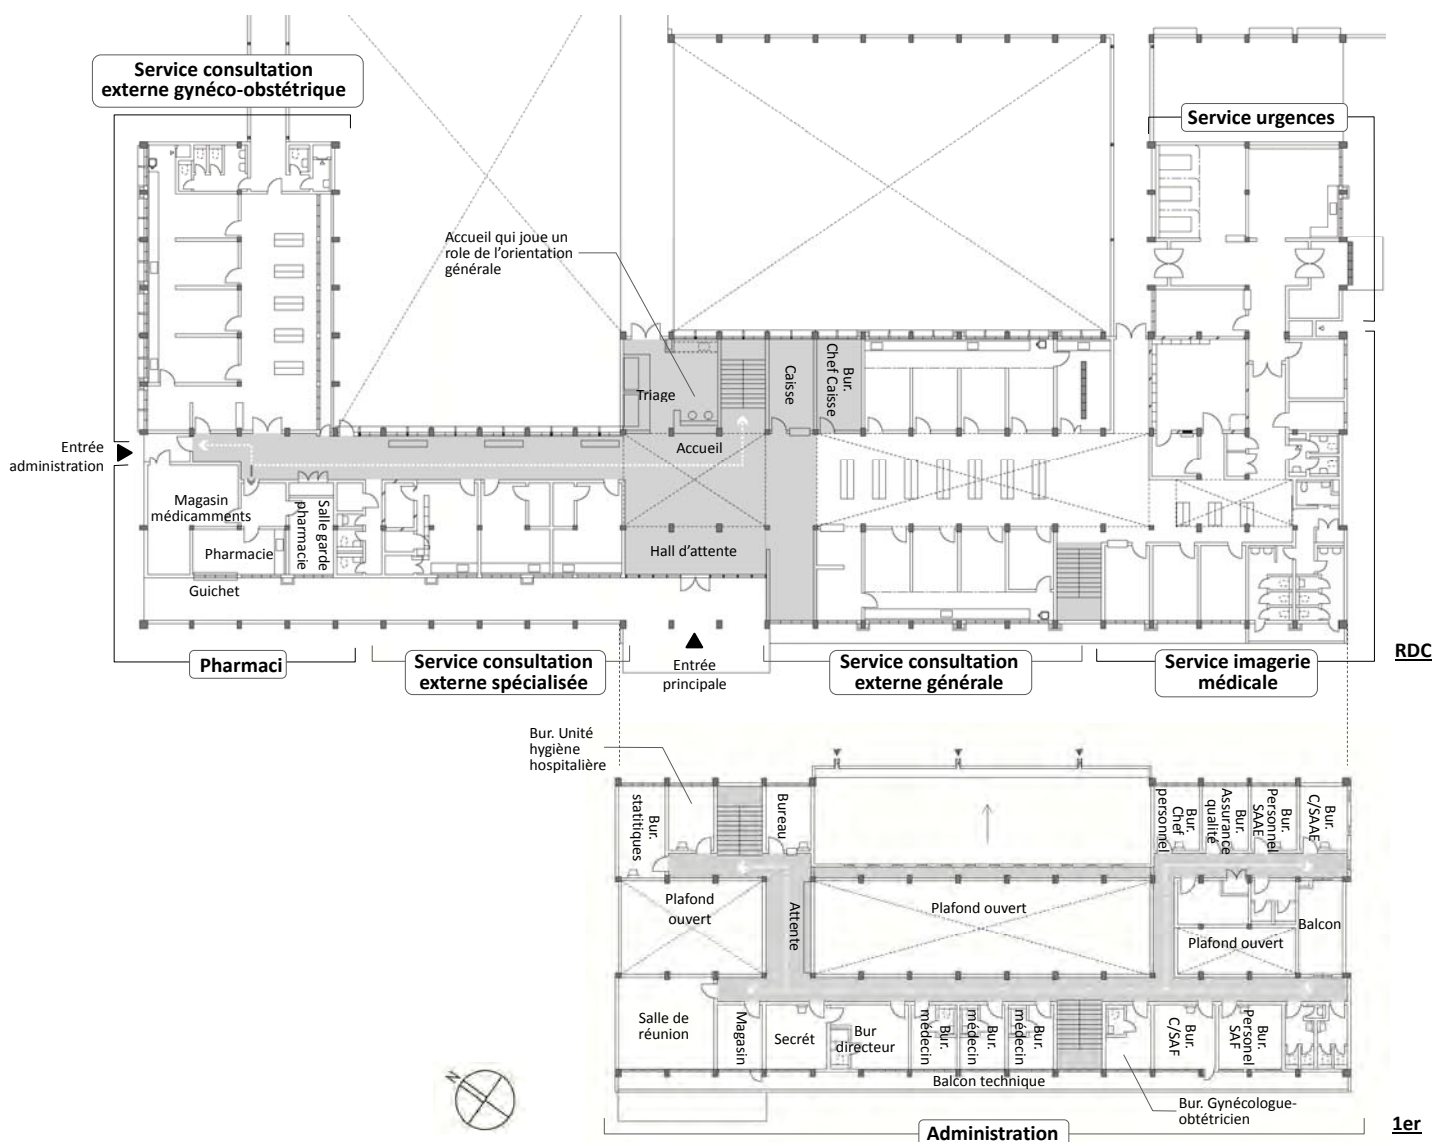 Service consultation
externe gynéco-obstétrique
Service urgences
Accueil qui joue un
role de l'orientation
générale
Triage
Caisse
Bur.
Chef Caisse
Accueil
Entrée
administration
Magasin
médicamments
Salle garde
pharmacie
Pharmacie
Hall d'attente
Guichet
Pharmaci
Service consultation
externe spécialisée
Entrée
principale
Service consultation
externe générale
Service imagerie
médicale
RDC
Bur. Unité
hygiène
hospitalière
Bur.
statitiques
Bureau
Bur.
Chef
personnel
Assurance
qualité
Personnel
SAAE
Bur.
C/SAAE
Plafond
ouvert
Attente
Plafond ouvert
Plafond ouvert
Balcon
Salle de
réunion
Magasin
Secrét
Bur
directeur
Bur.
médecin
Bur.
médecin
Bur.
médecin
Bur.
C/SAF
Bur.
Personel
SAF
Balcon technique
N
Bur. Gynécologue-
obtétricien
Administration
1er